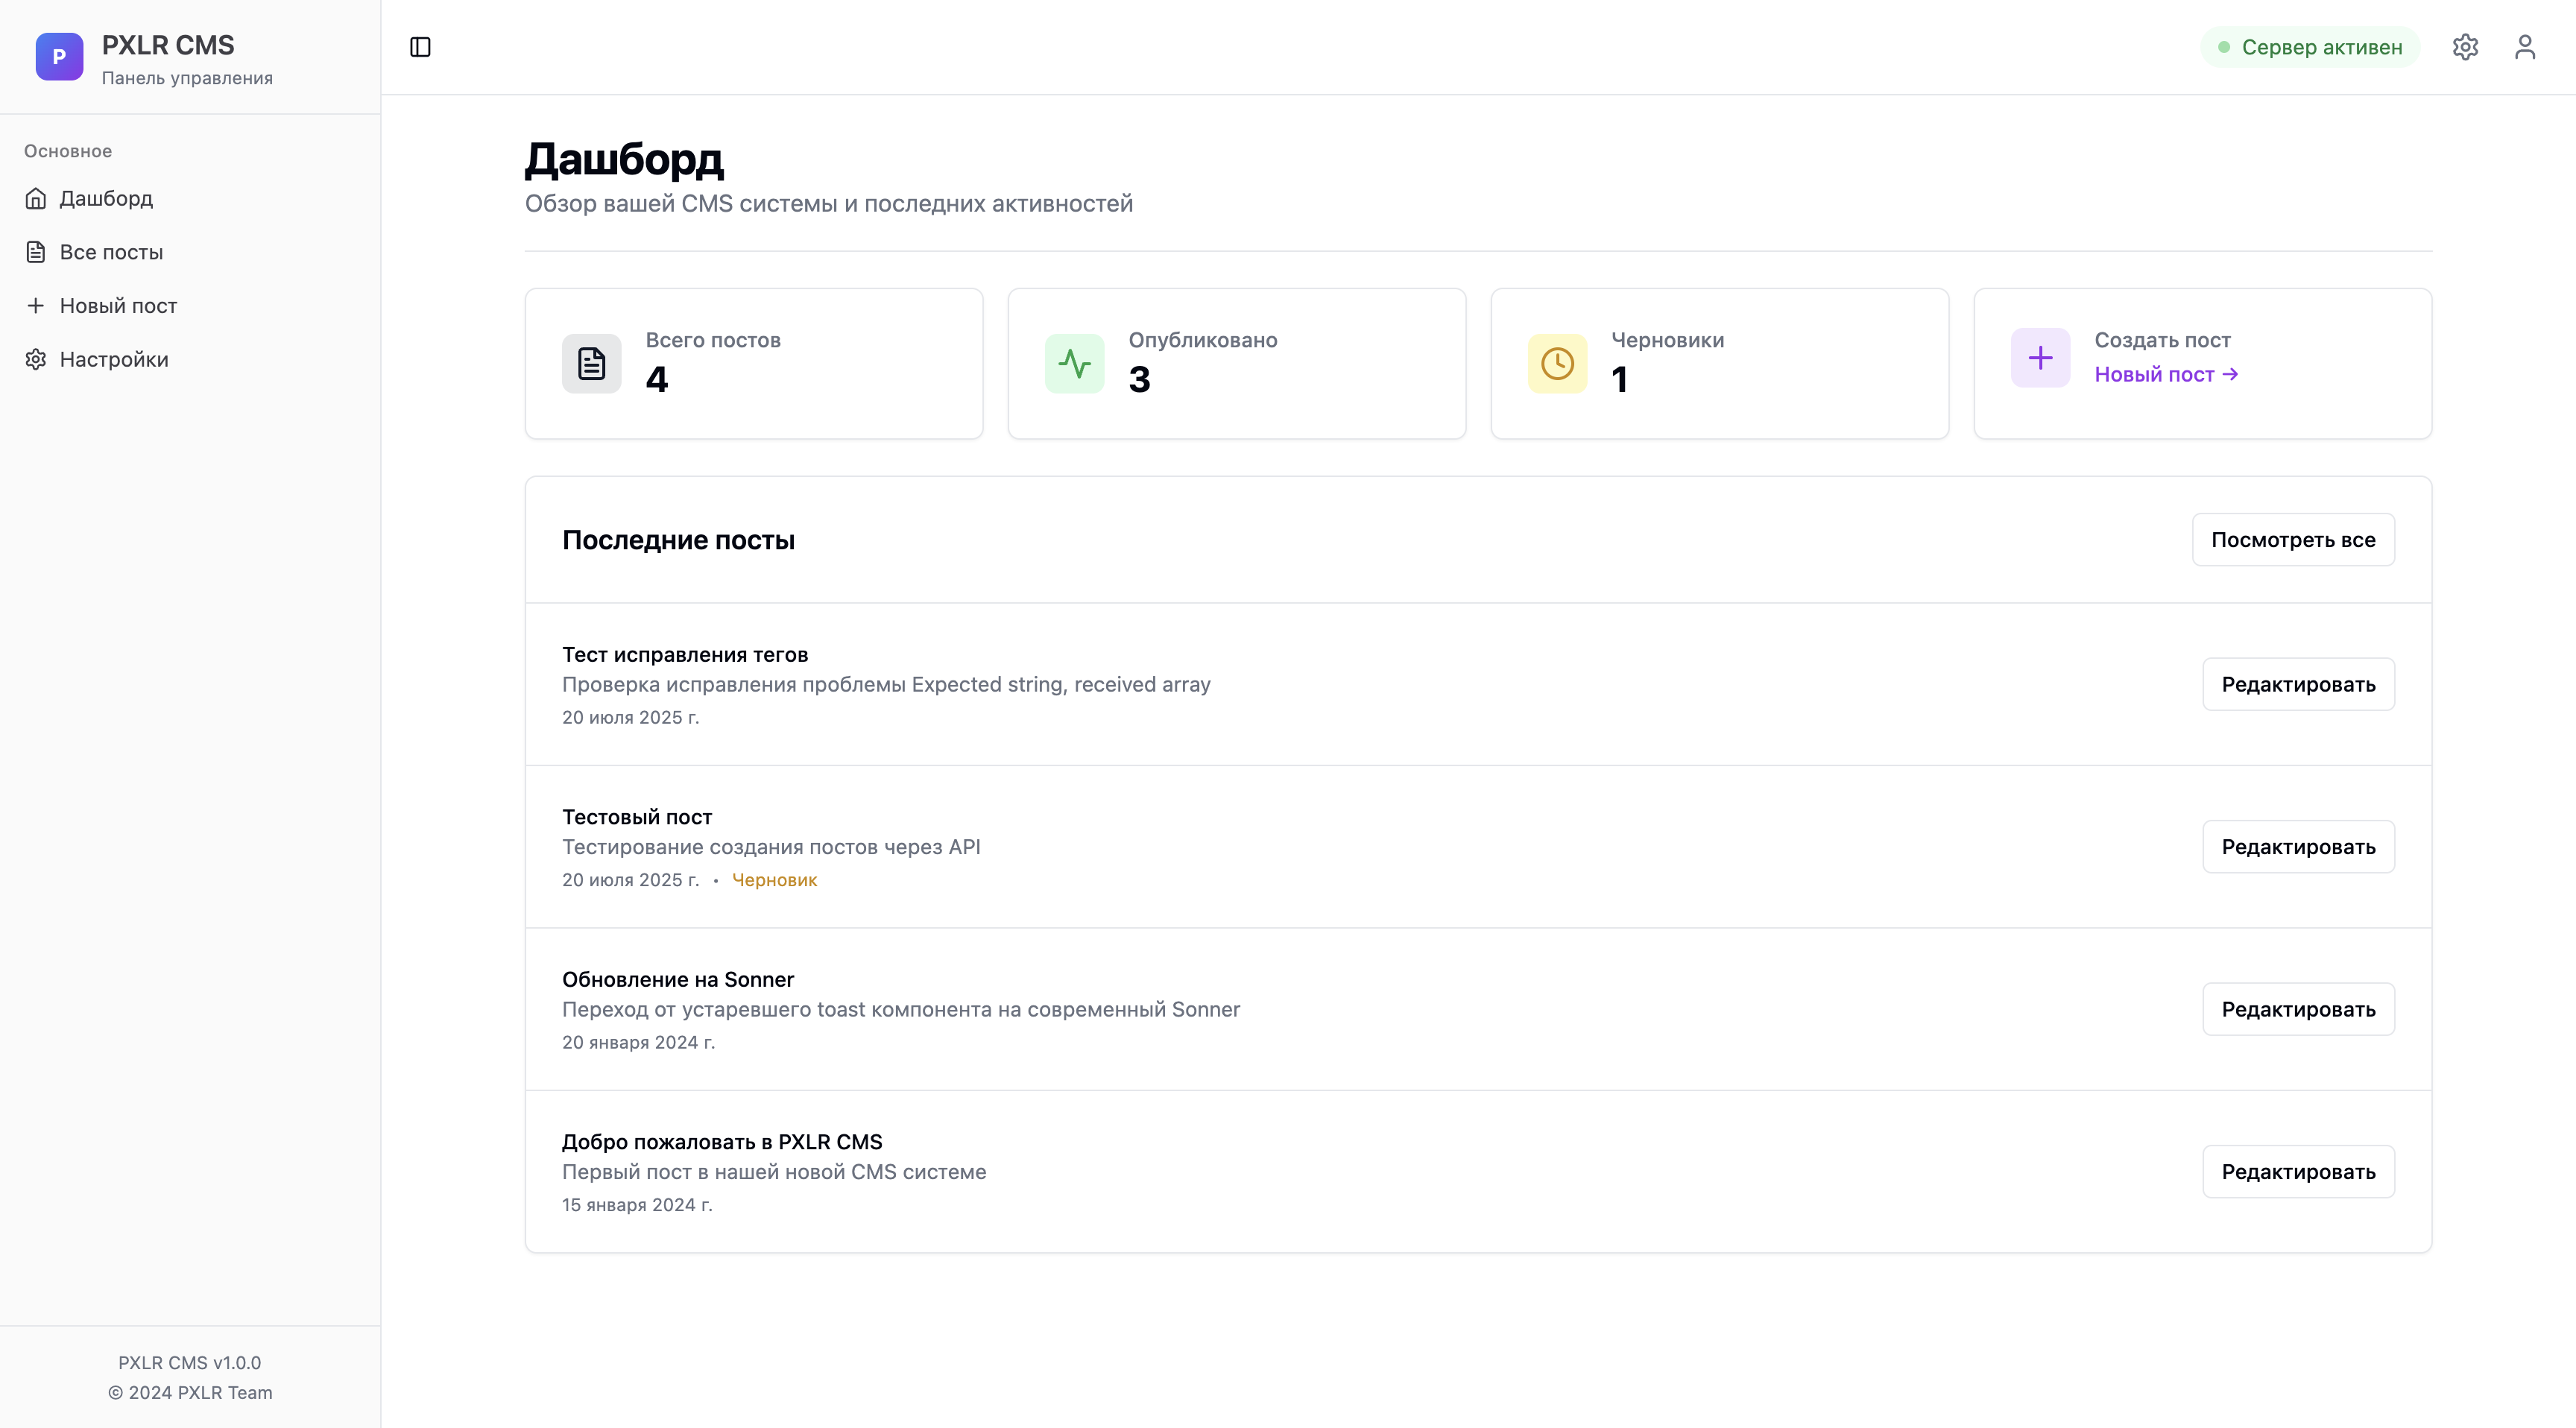 P
PXLR CMS
Панель управления
Основное
Дашборд
Все посты
Новый пост
Настройки
PXLR CMS v1.0.0
© 2024 PXLR Team
Сервер активен
Дашборд
Обзор вашей CMS системы и последних активностей
Всего постов
4
Опубликовано
3
Черновики
1
Создать пост
Новый пост →
Последние посты
Посмотреть все
Тест исправления тегов
Проверка исправления проблемы Expected string, received array
20 июля 2025 г.
Редактировать
Тестовый пост
Тестирование создания постов через API
20 июля 2025 г. • Черновик
Редактировать
Обновление на Sonner
Переход от устаревшего toast компонента на современный Sonner
20 января 2024 г.
Редактировать
Добро пожаловать в PXLR CMS
Первый пост в нашей новой CMS системе
15 января 2024 г.
Редактировать